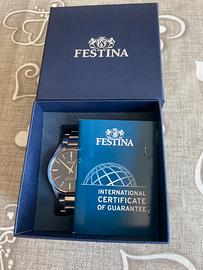 FESTINA
FESTINA
INTERNATIONAL
CERTIFICATE
OF GUARANTEE